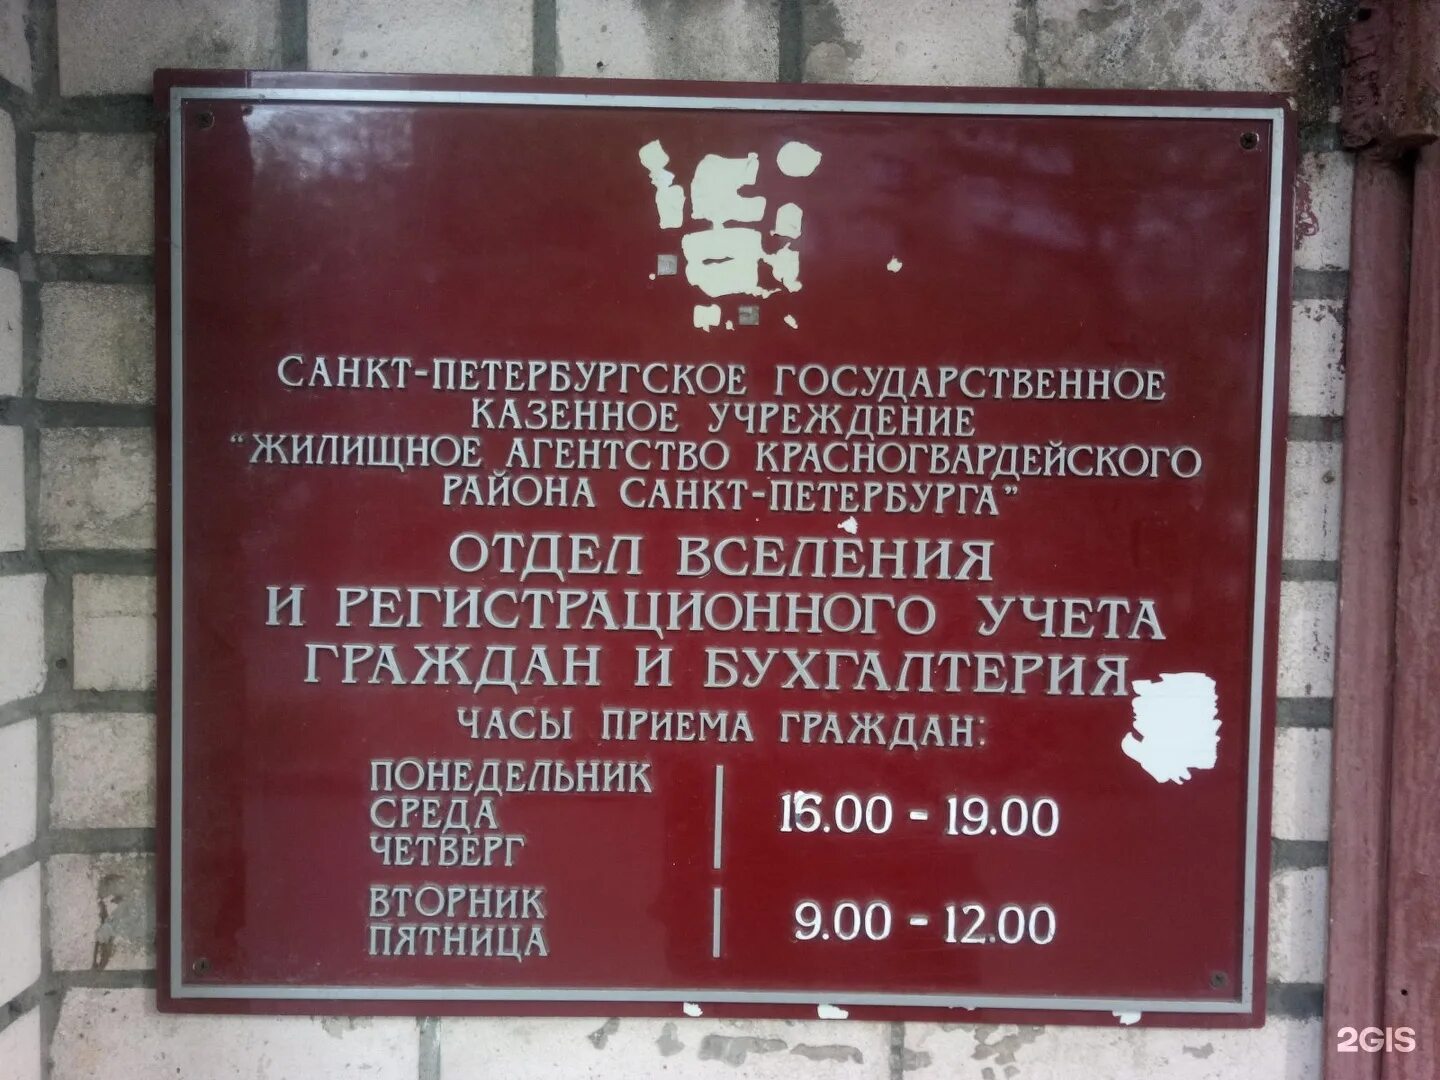 САНКТ-ПЕТЕРБУРГСКОЕ ГОСУДАРСТВЕННОЕ
КАЗЕННОЕ УЧРЕЖДЕНИЕ
"ЖИЛИЩНОЕ АГЕНТСТВО КРАСНОГВАРДЕЙСКОГО
РАЙОНА САНКТ-ПЕТЕРБУРГА"
ОТДЕЛ ВСЕЛЕНИЯ
И РЕГИСТРАЦИОННОГО УЧЕТА
ГРАЖДАН И БУХГАЛТЕРИЯ
ЧАСЫ ПРИЕМА ГРАЖДАН:
ПОНЕДЕЛЬНИК
СРЕДА
ЧЕТВЕРГ
15.00 - 19.00
ВТОРНИК
ПЯТНИЦА
9.00 - 12.00
2GIS